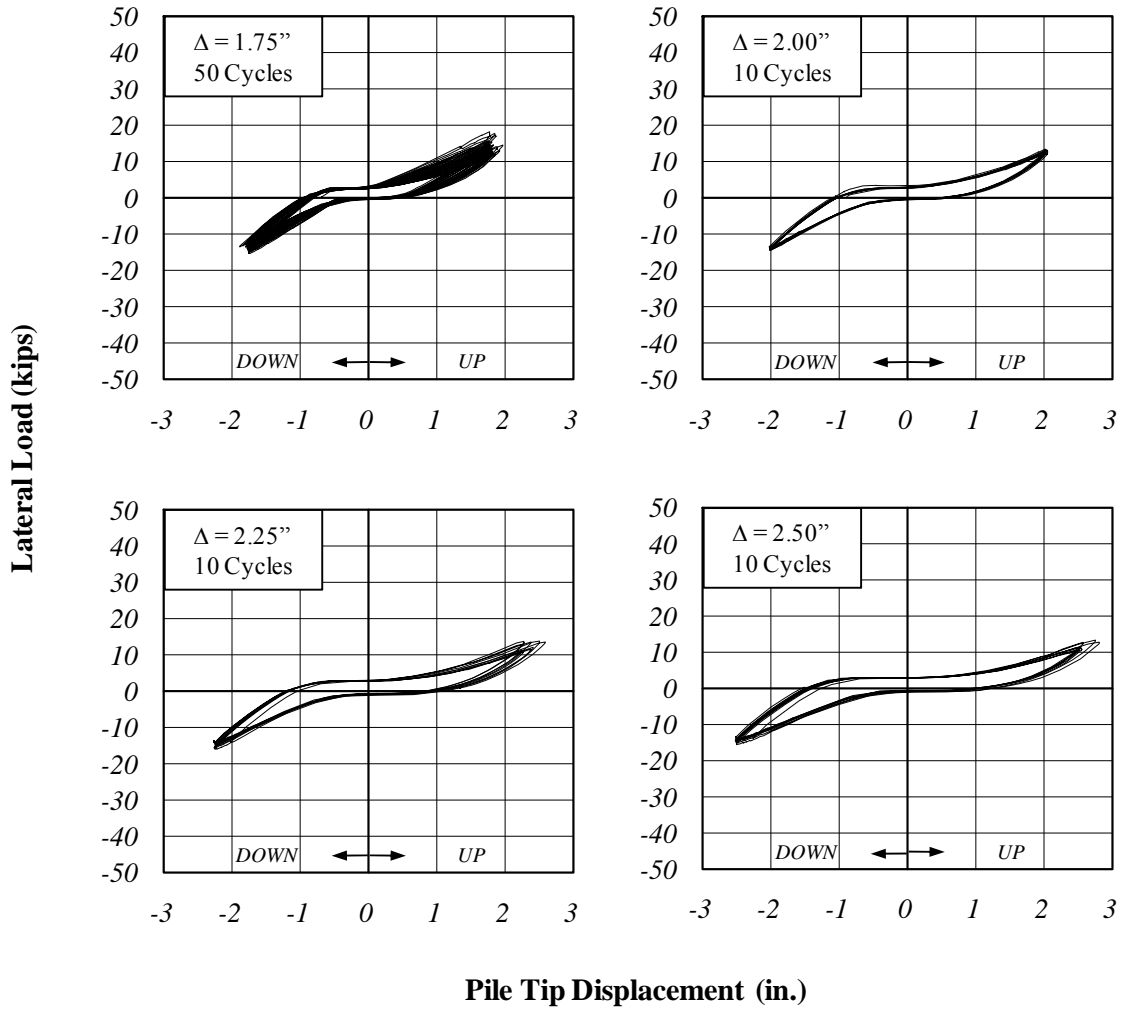 Lateral Load (kips)
50
40
30
20
10
0
-10
-20
-30
-40
-50
Δ = 1.75”
50 Cycles
DOWN
UP
-3 -2 -1 0 1 2 3
50
40
30
20
10
0
-10
-20
-30
-40
-50
Δ = 2.00”
10 Cycles
DOWN
UP
-3 -2 -1 0 1 2 3
50
40
30
20
10
0
-10
-20
-30
-40
-50
Δ = 2.25”
10 Cycles
DOWN
UP
-3 -2 -1 0 1 2 3
50
40
30
20
10
0
-10
-20
-30
-40
-50
Δ = 2.50”
10 Cycles
DOWN
UP
-3 -2 -1 0 1 2 3
Pile Tip Displacement (in.)